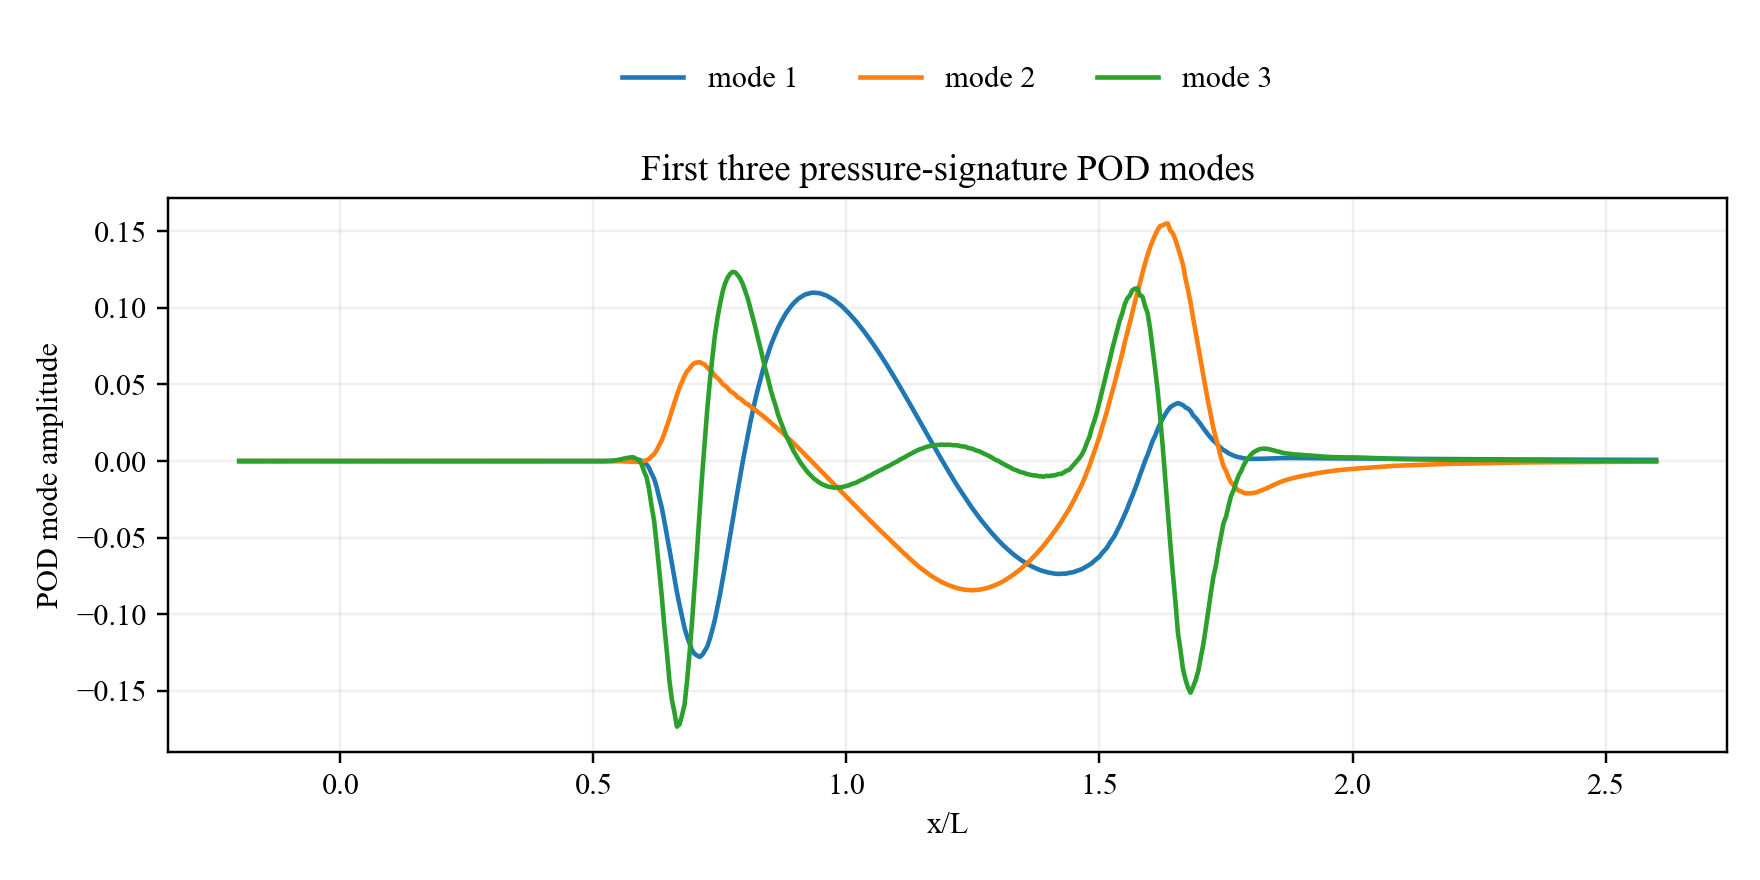 mode 1 mode 2 mode 3
First three pressure-signature POD modes
POD mode amplitude
0.15
0.10
0.05
0.00
−0.05
−0.10
−0.15
0.0 0.5 1.0 1.5 2.0 2.5
x/L